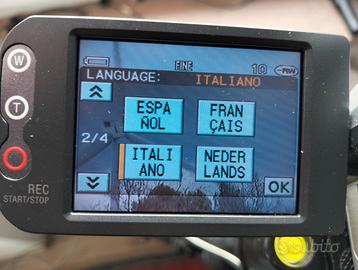 W
T
REC
START/STOP
FINE
10 -RW
LANGUAGE: ITALIANO
ESPA
ÑOL
FRAN
ÇAIS
2/4
ITALI
ANO
NEDER
LANDS
OK
Subito